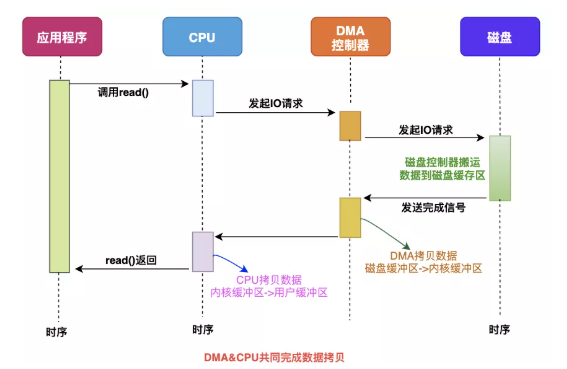 应用程序
CPU
DMA
控制器
磁盘
调用read()
发起IO请求
发起IO请求
磁盘控制器搬运
数据到磁盘缓存区
发送完成信号
DMA拷贝数据
磁盘缓冲区->内核缓冲区
read()返回
CPU拷贝数据
内核缓冲区->用户缓冲区
时序
时序
时序
时序
DMA&CPU共同完成数据拷贝